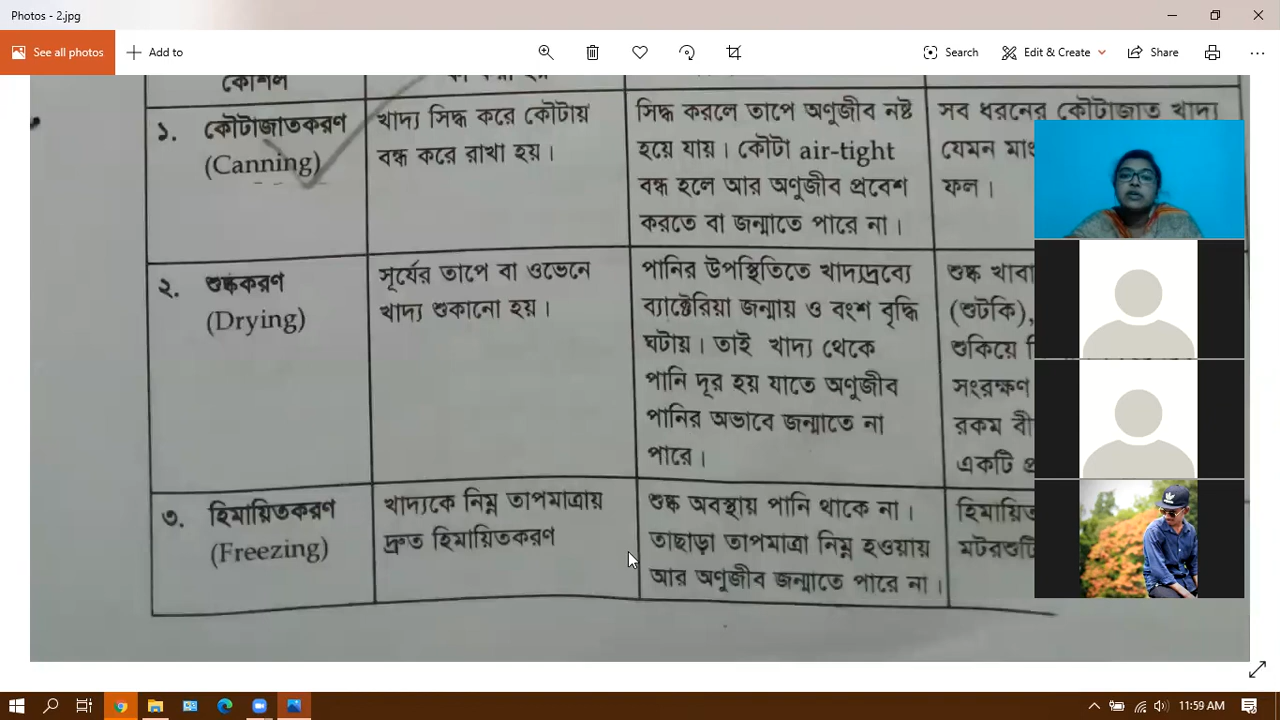 Photos - 2.jpg
See all photos
Add to
Search
Edit & Create
Share
কৌশল
১. কৌটাজাতকরণ
(Canning)
খাদ্য সিদ্ধ করে কৌটায়
বন্ধ করে রাখা হয়।
সিদ্ধ করলে তাপে অণুজীব নষ্ট
হয়ে যায়। কৌটা air-tight
বন্ধ হলে আর অণুজীব প্রবেশ
করতে বা জন্মাতে পারে না।
সব ধরনের কৌটাজাত খাদ্য
যেমন
ফল।
২. শুষ্ককরণ
(Drying)
সূর্যের তাপে বা ওভেনে
খাদ্য শুকানো হয়।
পানির উপস্থিতিতে খাদ্যদ্রব্যে
ব্যাক্টেরিয়া জন্মায় ও বংশ বৃদ্ধি
ঘটায়। তাই খাদ্য থেকে
পানি দূর হয় যাতে অণুজীব
পানির অভাবে জন্মাতে না
পারে।
শুষ্ক
(শুটকি),
শুকিয়ে
সংরক্ষণ
রকম
একটি
৩. হিমায়িতকরণ
(Freezing)
খাদ্যকে নিম্ন তাপমাত্রায়
দ্রুত হিমায়িতকরণ
শুষ্ক অবস্থায় পানি থাকে না।
তাছাড়া তাপমাত্রা নিম্ন হওয়ায়
আর অণুজীব জন্মাতে পারে না।
হিমায়িত
11:59 AM